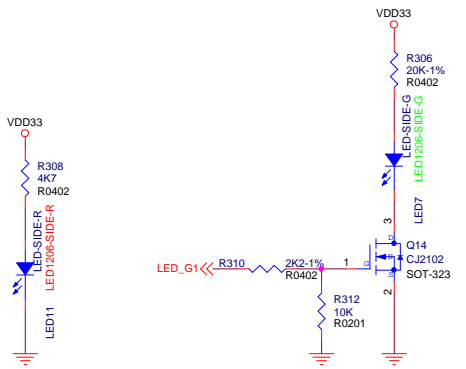 VDD33
R306
20K-1%
R0402
LED-SIDE-G
LED1206-SIDE-G
LED7
VDD33
R308
4K7
R0402
LED-SIDE-R
LED1206-SIDE-R
LED11
3
D
Q14
CJ2102
SOT-323
G
N
S
1
2
LED_G1
R310
2K2-1%
R0402
R312
10K
R0201